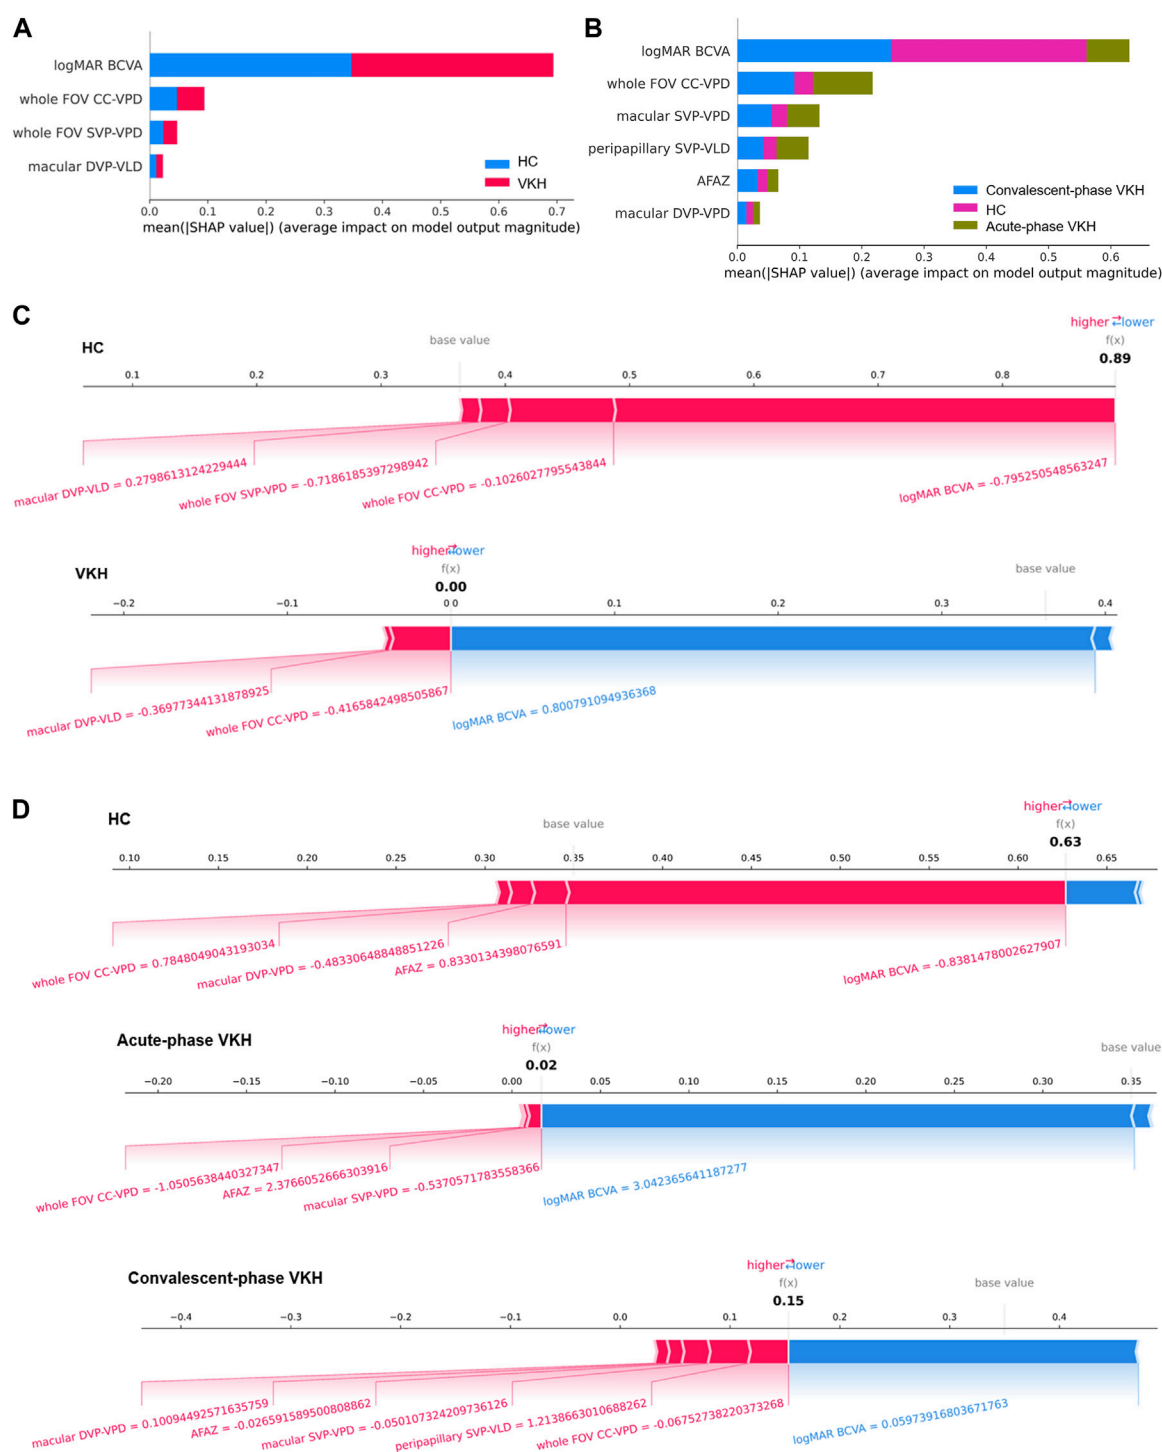 A
logMAR BCVA
whole FOV CC-VPD
whole FOV SVP-VPD
macular DVP-VLD
HC
VKH
0.0 0.1 0.2 0.3 0.4 0.5 0.6 0.7
mean(|SHAP value|) (average impact on model output magnitude)
B
logMAR BCVA
whole FOV CC-VPD
macular SVP-VPD
peripapillary SVP-VLD
AFAZ
macular DVP-VPD
Convalescent-phase VKH
HC
Acute-phase VKH
0.0 0.1 0.2 0.3 0.4 0.5 0.6
mean(|SHAP value|) (average impact on model output magnitude)
C
HC
higher → ← lower
base value
f(x)
0.89
0.1 0.2 0.3 0.4 0.5 0.6 0.7 0.8
macular DVP-VLD = 0.2798613124229444
whole FOV SVP-VPD = -0.7186185397298942
whole FOV CC-VPD = -0.1026027795543844
logMAR BCVA = -0.795250548563247
VKH
higher → ← lower
f(x)
base value
0.00
−0.2 −0.1 0.0 0.1 0.2 0.3 0.4
macular DVP-VLD = -0.36977344131878925
whole FOV CC-VPD = -0.4165842498505867
logMAR BCVA = 0.800791094936368
D
HC
higher → ← lower
base value
f(x)
0.63
0.10 0.15 0.20 0.25 0.30 0.35 0.40 0.45 0.50 0.55 0.60 0.65
whole FOV CC-VPD = 0.7848049043193034
macular DVP-VPD = -0.48330648848851226
AFAZ = 0.8330134398076591
logMAR BCVA = -0.8381478002627907
Acute-phase VKH
higher → ← lower
f(x)
base value
0.02
−0.20 −0.15 −0.10 −0.05 0.00 0.05 0.10 0.15 0.20 0.25 0.30 0.35
whole FOV CC-VPD = -1.0505638440327347
AFAZ = 2.3766052666303916
macular SVP-VPD = -0.5370571783558366
logMAR BCVA = 3.042365641187277
Convalescent-phase VKH
higher → ← lower
f(x)
base value
0.15
−0.4 −0.3 −0.2 −0.1 0.0 0.1 0.2 0.3 0.4
macular DVP-VPD = 0.10094492571635759
AFAZ = -0.026591589500808862
macular SVP-VPD = -0.050107324209736126
peripapillary SVP-VLD = 1.2138663010688262
whole FOV CC-VPD = -0.06752738220373268
logMAR BCVA = 0.05973916803671763